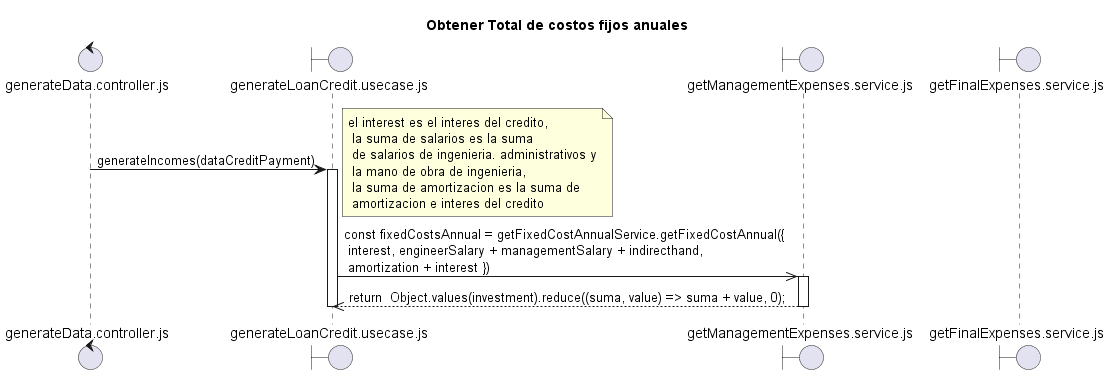 Obtener Total de costos fijos anuales
generateData.controller.js
generateLoanCredit.usecase.js
getManagementExpenses.service.js
getFinalExpenses.service.js
el interest es el interes del credito,
la suma de salarios es la suma
de salarios de ingenieria. administrativos y
la mano de obra de ingenieria,
la suma de amortizacion es la suma de
amortizacion e interes del credito
generateIncomes(dataCreditPayment)
const fixedCostsAnnual = getFixedCostAnnualService.getFixedCostAnnual({
interest, engineerSalary + managementSalary + indirecthand,
amortization + interest })
return  Object.values(investment).reduce((suma, value) => suma + value, 0);
generateData.controller.js
generateLoanCredit.usecase.js
getManagementExpenses.service.js
getFinalExpenses.service.js